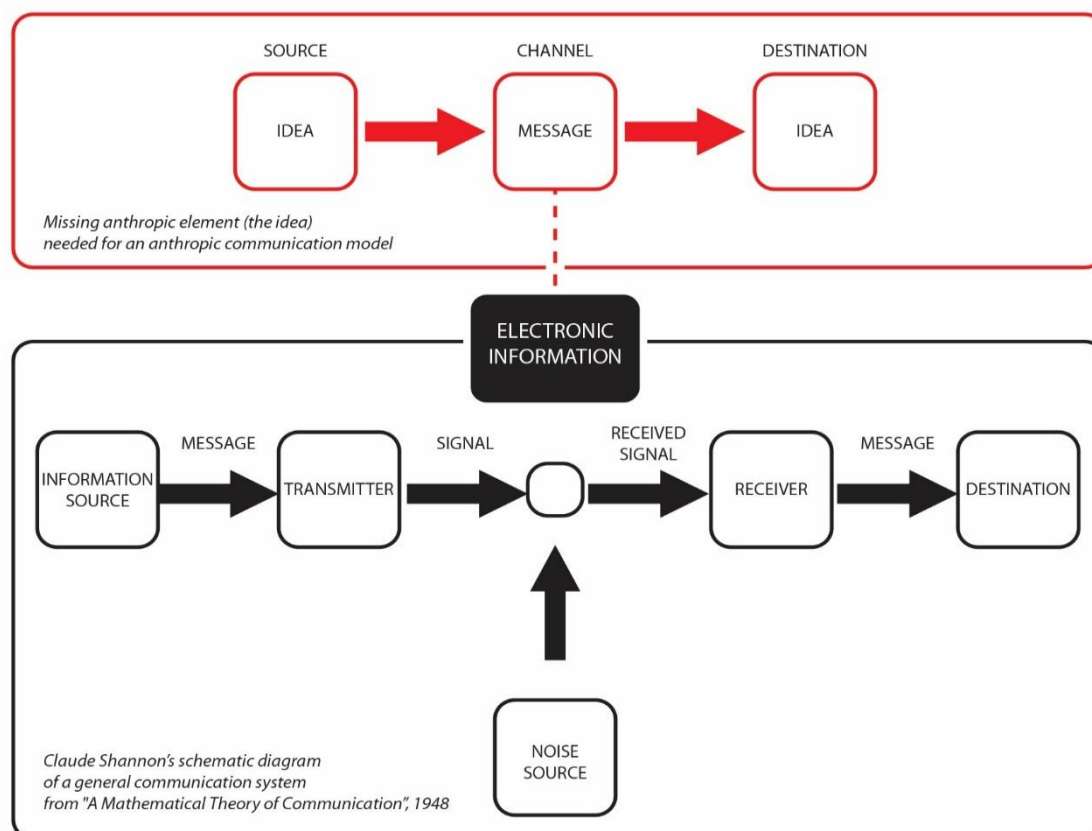 SOURCE
CHANNEL
DESTINATION
IDEA
MESSAGE
IDEA
Missing anthropic element (the idea)
needed for an anthropic communication model
ELECTRONIC
INFORMATION
MESSAGE
SIGNAL
RECEIVED
SIGNAL
MESSAGE
INFORMATION
SOURCE
TRANSMITTER
RECEIVER
DESTINATION
NOISE
SOURCE
Claude Shannon's schematic diagram
of a general communication system
from "A Mathematical Theory of Communication", 1948